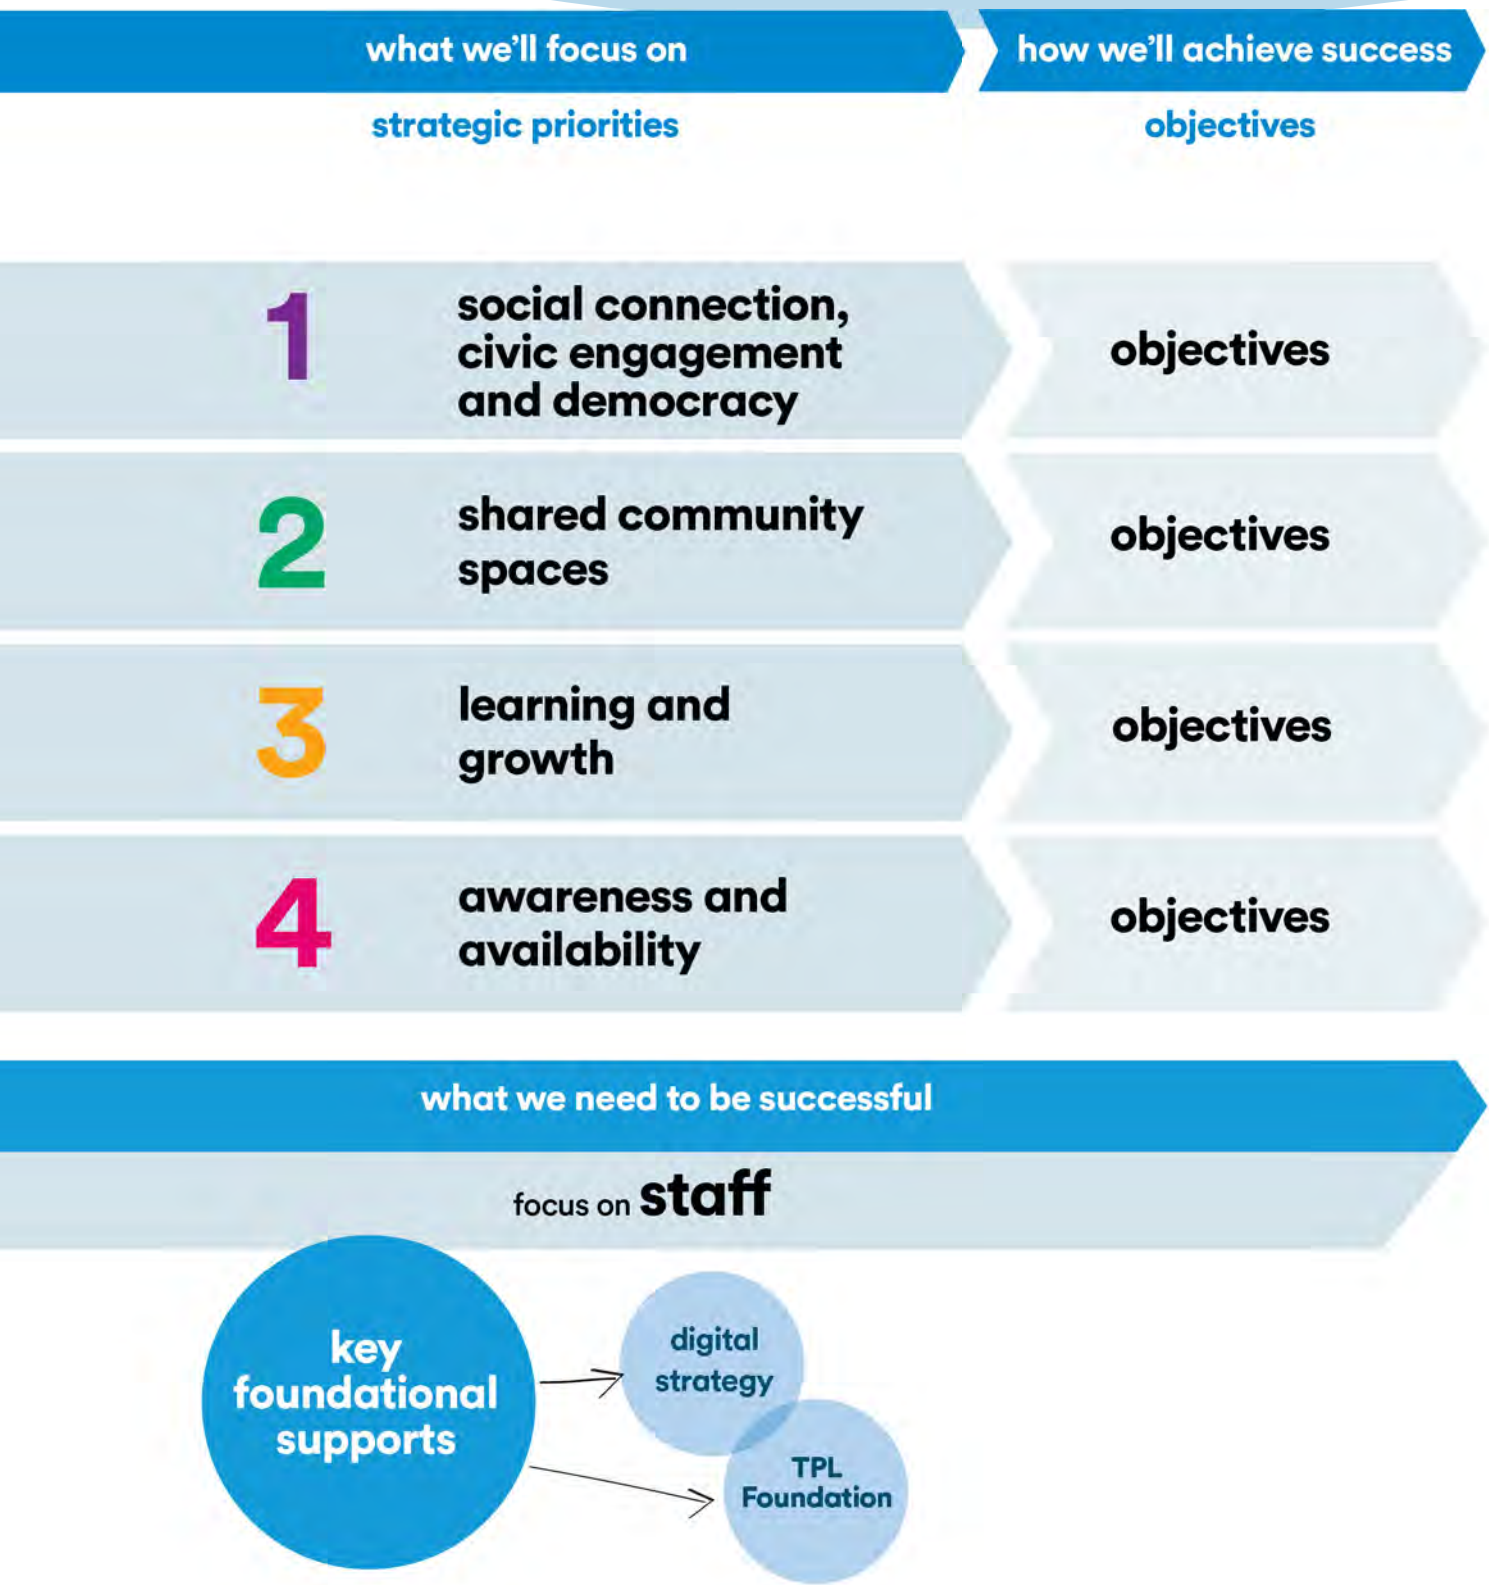 what we'll focus on
how we'll achieve success
strategic priorities
objectives
1
social connection,
civic engagement
and democracy
objectives
2
shared community
spaces
objectives
3
learning and
growth
objectives
4
awareness and
availability
objectives
what we need to be successful
focus on staff
key
foundational
supports
digital
strategy
TPL
Foundation